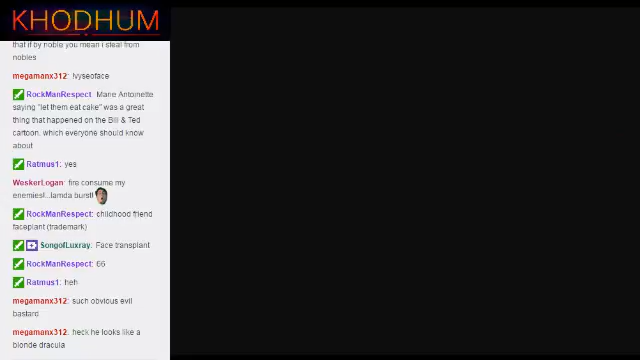 KHODHUM
that if by noble you mean i steal from
nobles
megamanx312: !vyseoface
RockManRespect: Marie Antoinette
saying "let them eat cake" was a great
thing that happened on the Bill & Ted
cartoon, which everyone should know
about
Ratmus1: yes
WeskerLogan: fire consume my
enemies!...lamda burst!
RockManRespect: childhood friend
faceplant (trademark)
SongofLuxray: Face transplant
RockManRespect: 66
Ratmus1: heh
megamanx312: such obvious evil
bastard
megamanx312: heck he looks like a
blonde dracula